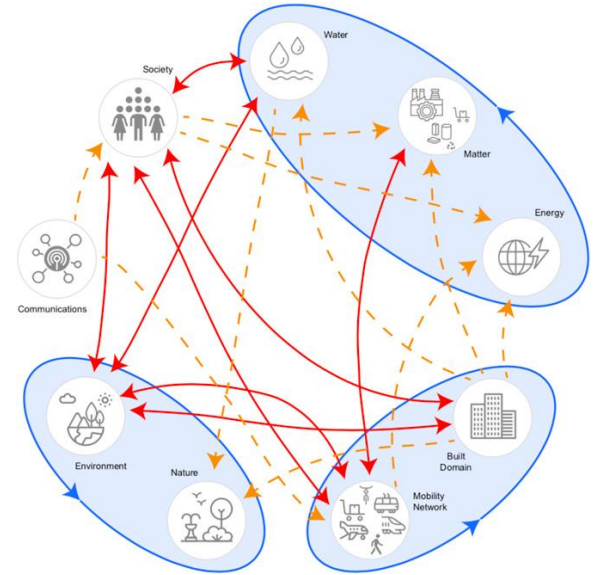 Water
Society
Matter
Energy
Communications
Environment
Nature
Built
Domain
Mobility
Network